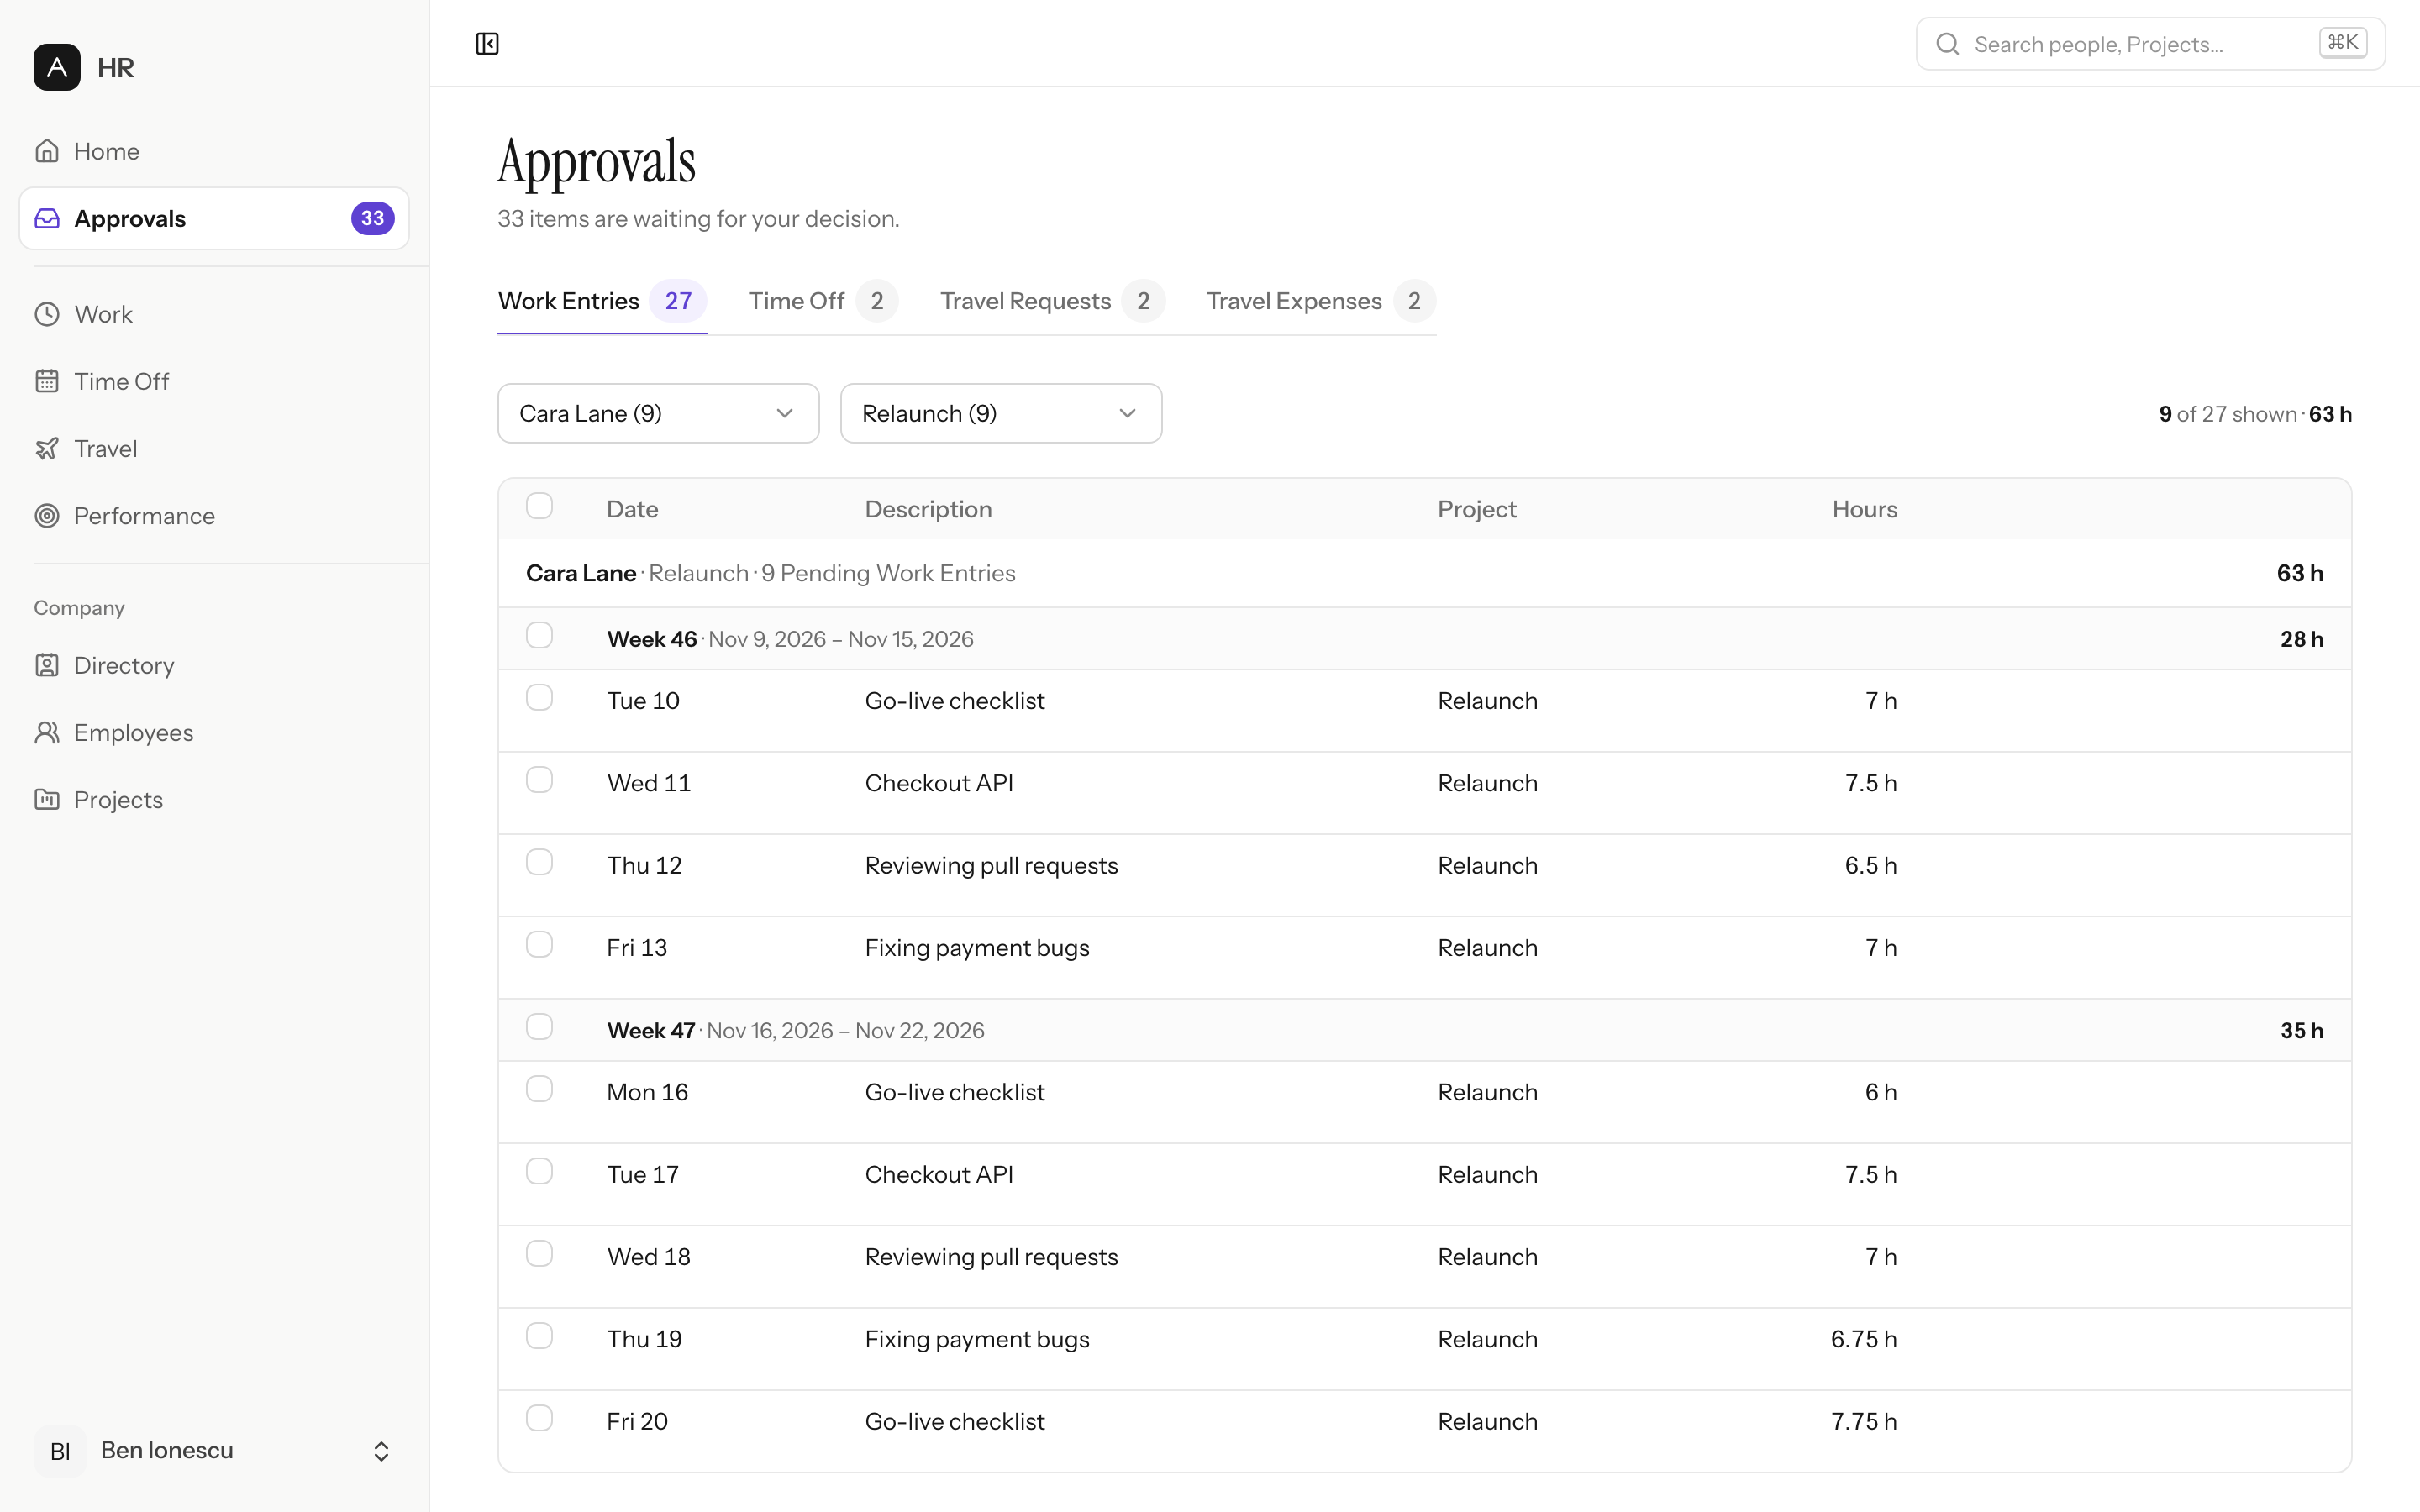 HR
Home
Approvals 33
Work
Time Off
Travel
Performance
Company
Directory
Employees
Projects
BI Ben Ionescu
Search people, Projects... ⌘K
Approvals
33 items are waiting for your decision.
Work Entries 27 Time Off 2 Travel Requests 2 Travel Expenses 2
Cara Lane (9) Relaunch (9) 9 of 27 shown · 63 h
Date Description Project Hours
Cara Lane · Relaunch · 9 Pending Work Entries 63 h
Week 46 · Nov 9, 2026 – Nov 15, 2026 28 h
Tue 10 Go-live checklist Relaunch 7 h
Wed 11 Checkout API Relaunch 7.5 h
Thu 12 Reviewing pull requests Relaunch 6.5 h
Fri 13 Fixing payment bugs Relaunch 7 h
Week 47 · Nov 16, 2026 – Nov 22, 2026 35 h
Mon 16 Go-live checklist Relaunch 6 h
Tue 17 Checkout API Relaunch 7.5 h
Wed 18 Reviewing pull requests Relaunch 7 h
Thu 19 Fixing payment bugs Relaunch 6.75 h
Fri 20 Go-live checklist Relaunch 7.75 h